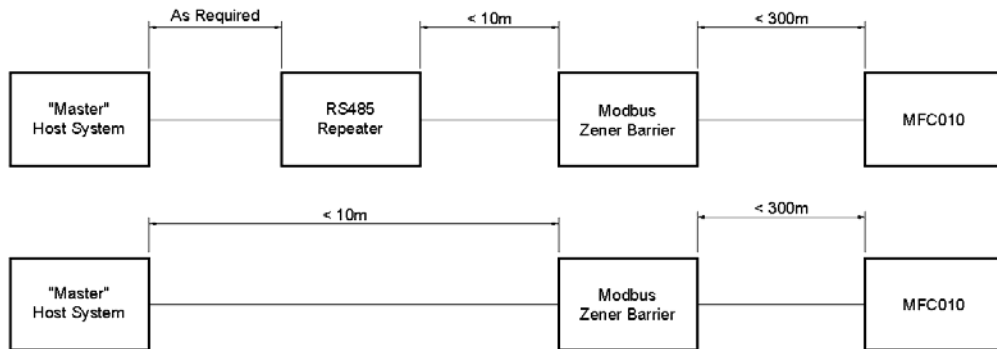 As Required
< 10m
< 300m
"Master"
Host System
RS485
Repeater
Modbus
Zener Barrier
MFC010
< 10m
< 300m
"Master"
Host System
Modbus
Zener Barrier
MFC010